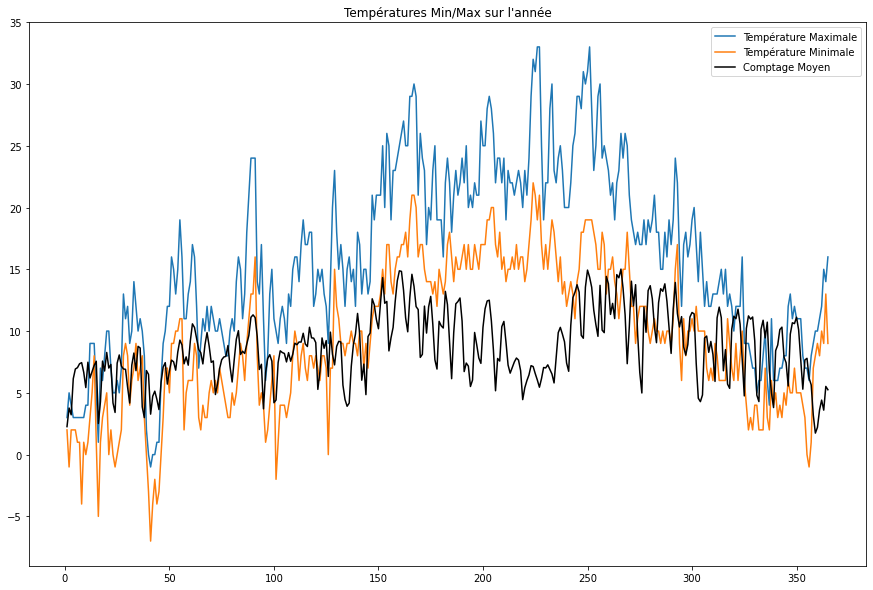 Températures Min/Max sur l'année
Température Maximale
Température Minimale
Comptage Moyen
35
30
25
20
15
10
5
0
−5
0 50 100 150 200 250 300 350